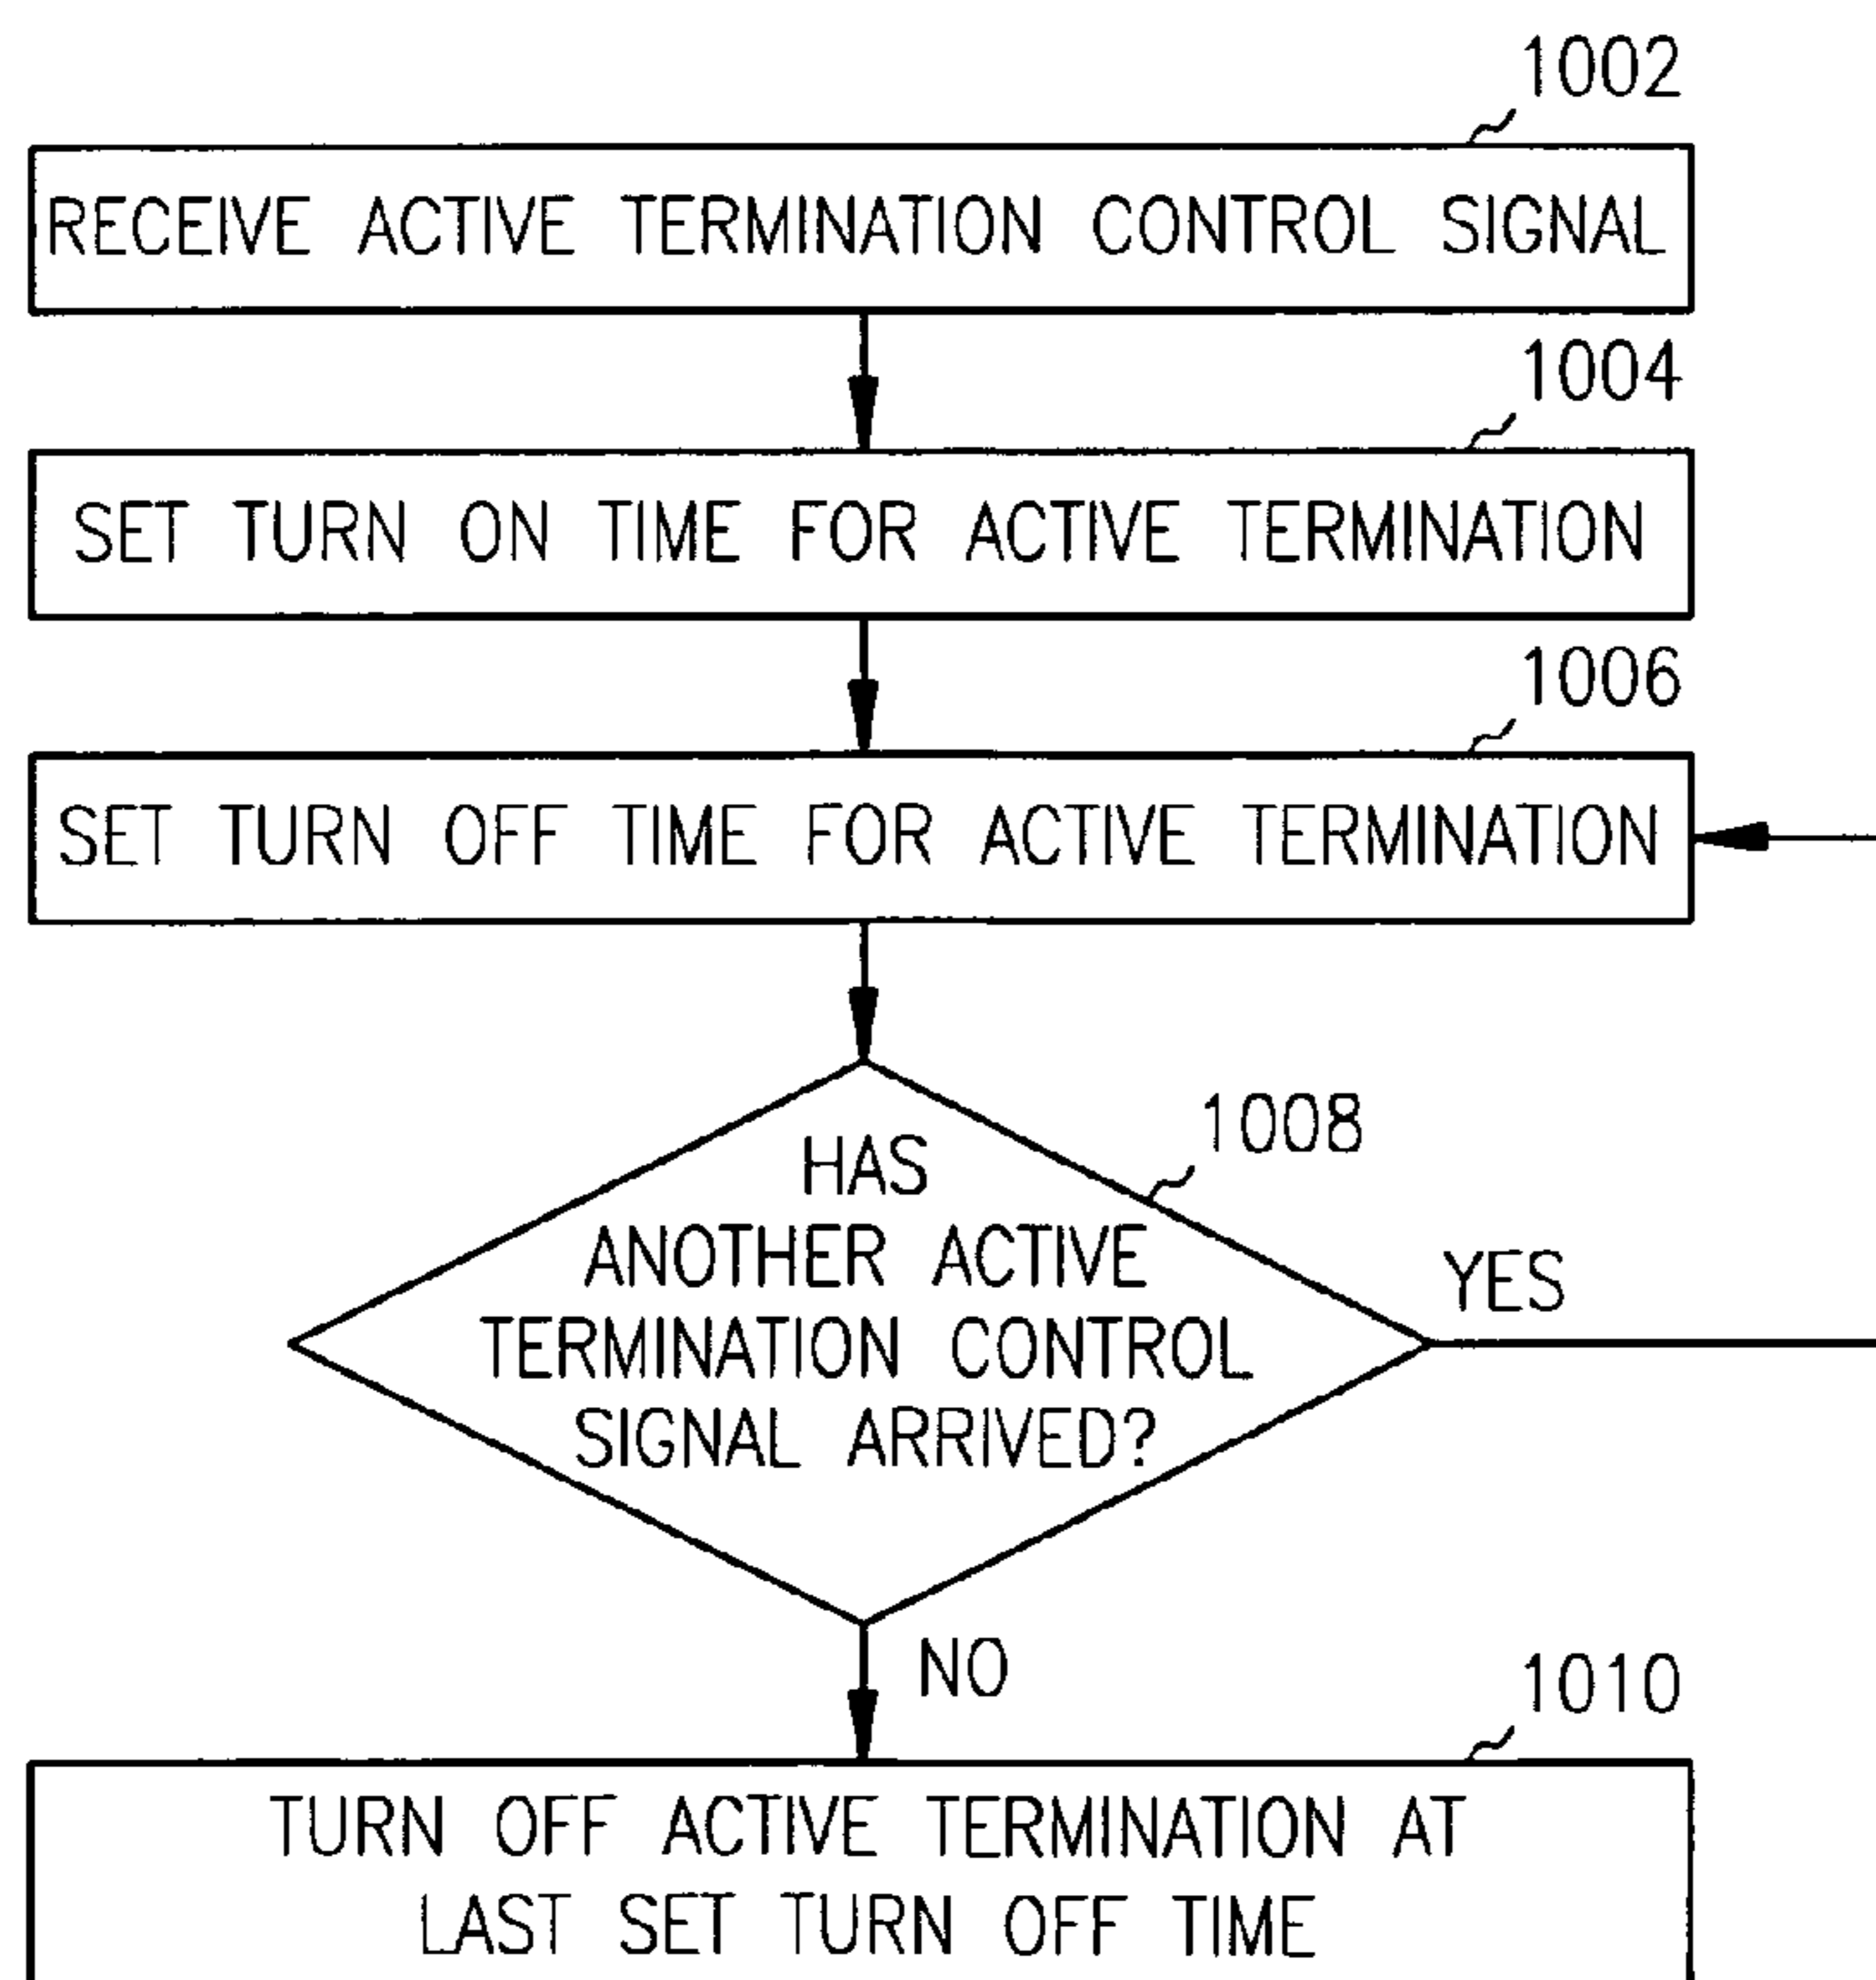 1002
RECEIVE ACTIVE TERMINATION CONTROL SIGNAL
1004
SET TURN ON TIME FOR ACTIVE TERMINATION
1006
SET TURN OFF TIME FOR ACTIVE TERMINATION
1008
HAS
ANOTHER ACTIVE
TERMINATION CONTROL
SIGNAL ARRIVED?
YES
NO
1010
TURN OFF ACTIVE TERMINATION AT
LAST SET TURN OFF TIME